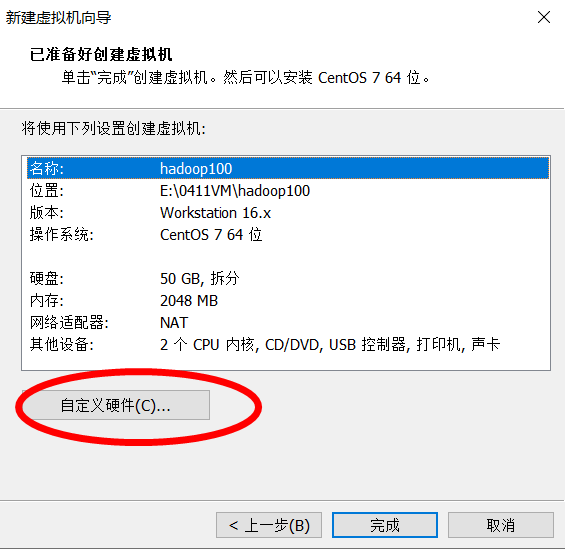 新建虚拟机向导
已准备好创建虚拟机
单击“完成”创建虚拟机。然后可以安装 CentOS 7 64 位。
将使用下列设置创建虚拟机:
名称: hadoop100
位置: E:\0411VM\hadoop100
版本: Workstation 16.x
操作系统: CentOS 7 64 位
硬盘: 50 GB, 拆分
内存: 2048 MB
网络适配器: NAT
其他设备: 2 个 CPU 内核, CD/DVD, USB 控制器, 打印机, 声卡
自定义硬件(C)...
< 上一步(B) 完成 取消